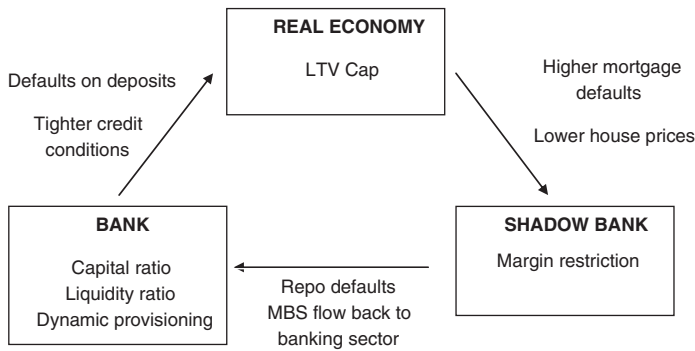 REAL ECONOMY
LTV Cap
Defaults on deposits
Tighter credit
conditions
Higher mortgage
defaults
Lower house prices
BANK
Capital ratio
Liquidity ratio
Dynamic provisioning
Repo defaults
MBS flow back to
banking sector
SHADOW BANK
Margin restriction